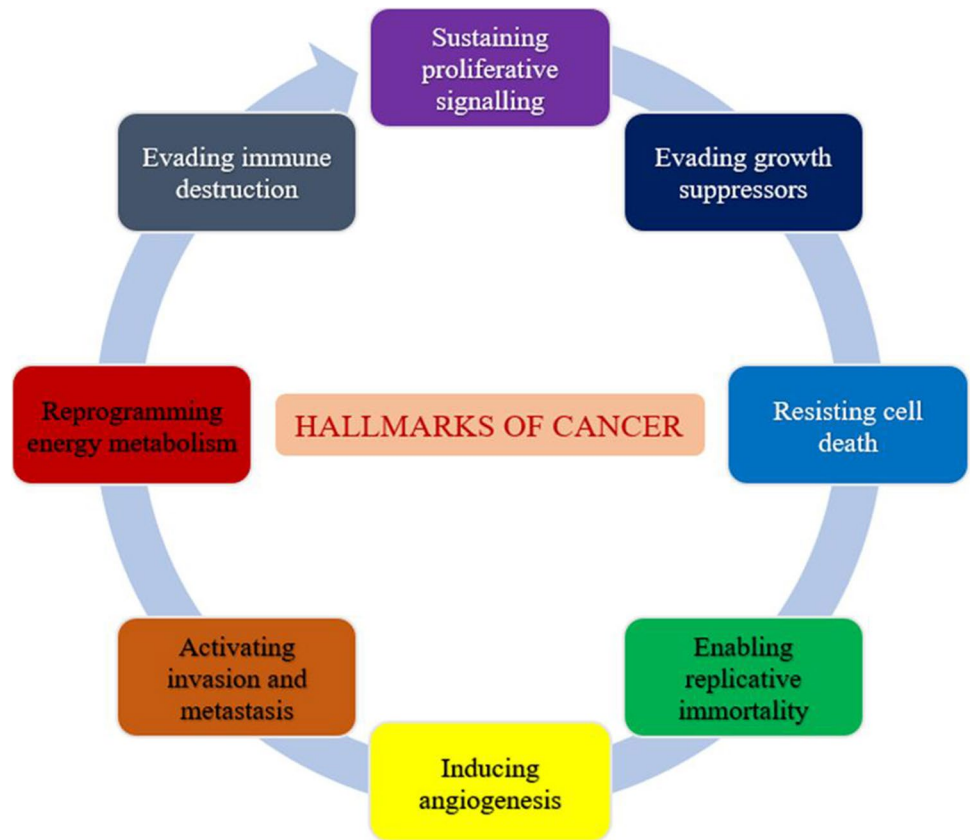 Sustaining
proliferative
signalling
Evading growth
suppressors
Resisting cell
death
Enabling
replicative
immortality
Inducing
angiogenesis
Activating
invasion and
metastasis
Reprogramming
energy metabolism
Evading immune
destruction
HALLMARKS OF CANCER